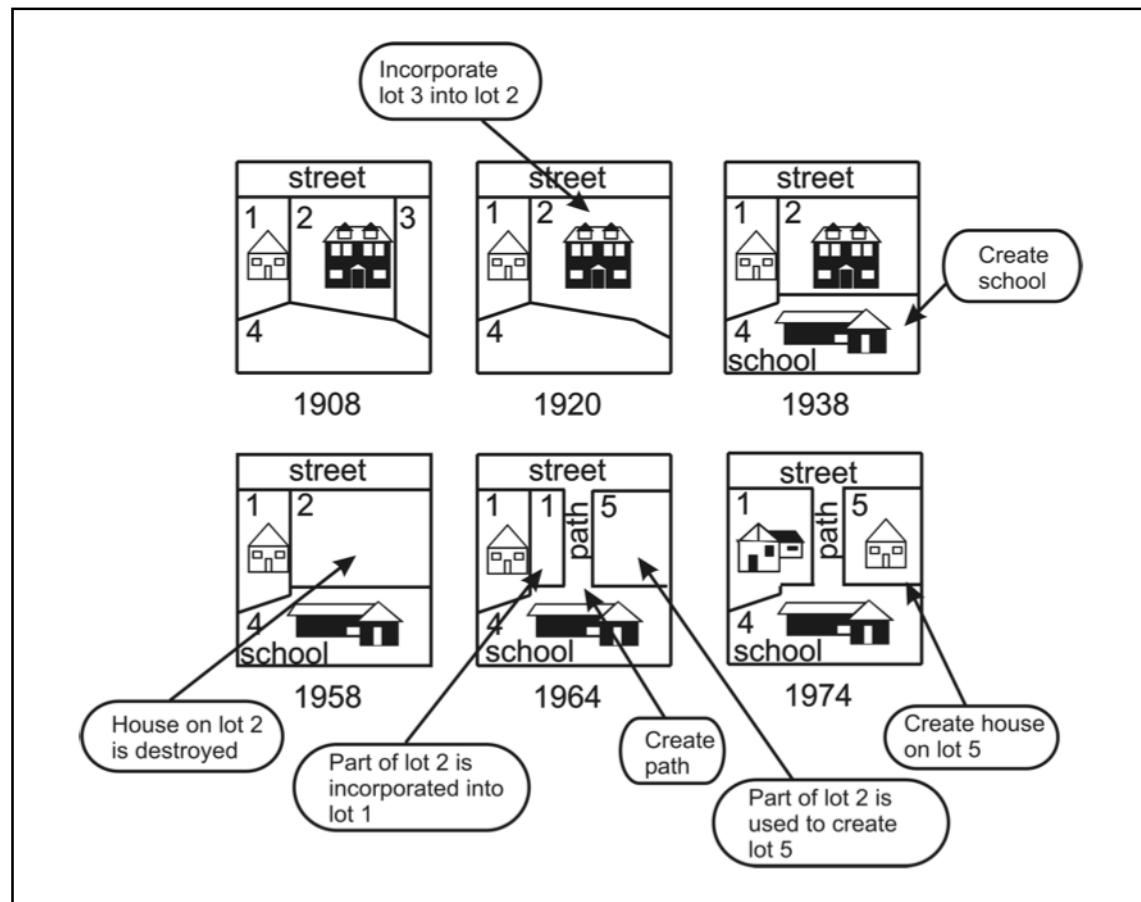 Incorporate
lot 3 into lot 2
street
1 2 3
4
1908
street
1 2
4
1920
street
1 2
4
school
1938
Create
school
street
1 2
4
school
1958
street
1 1 path 5
4
school
1964
street
1 path 5
4
school
1974
House on lot 2
is destroyed
Part of lot 2 is
incorporated into
lot 1
Create
path
Part of lot 2 is
used to create
lot 5
Create house
on lot 5